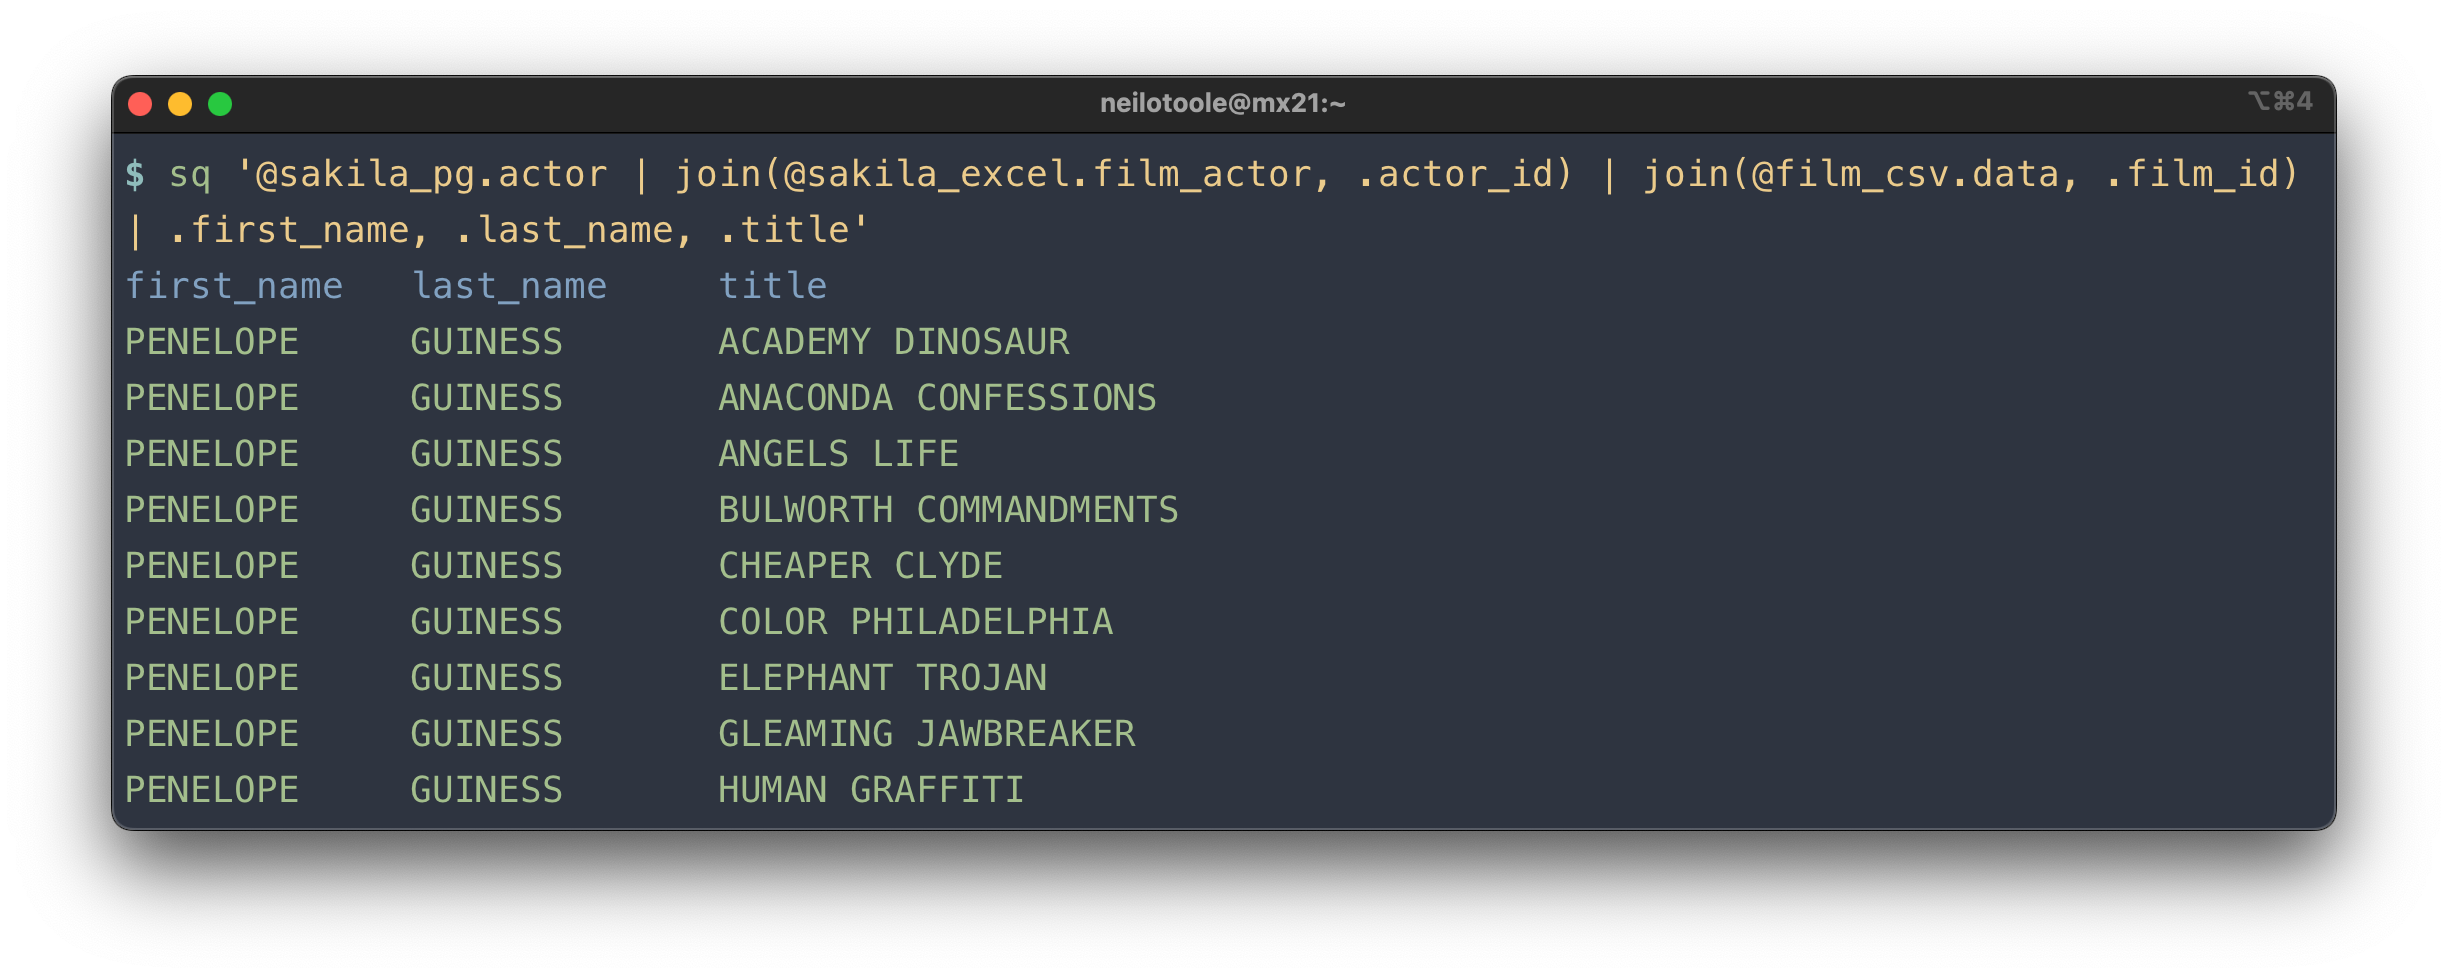 neilotoole@mx21:~
⌥⌘4
$ sq '@sakila_pg.actor | join(@sakila_excel.film_actor, .actor_id) | join(@film_csv.data, .film_id)
| .first_name, .last_name, .title'
first_name last_name title
PENELOPE GUINESS ACADEMY DINOSAUR
PENELOPE GUINESS ANACONDA CONFESSIONS
PENELOPE GUINESS ANGELS LIFE
PENELOPE GUINESS BULWORTH COMMANDMENTS
PENELOPE GUINESS CHEAPER CLYDE
PENELOPE GUINESS COLOR PHILADELPHIA
PENELOPE GUINESS ELEPHANT TROJAN
PENELOPE GUINESS GLEAMING JAWBREAKER
PENELOPE GUINESS HUMAN GRAFFITI